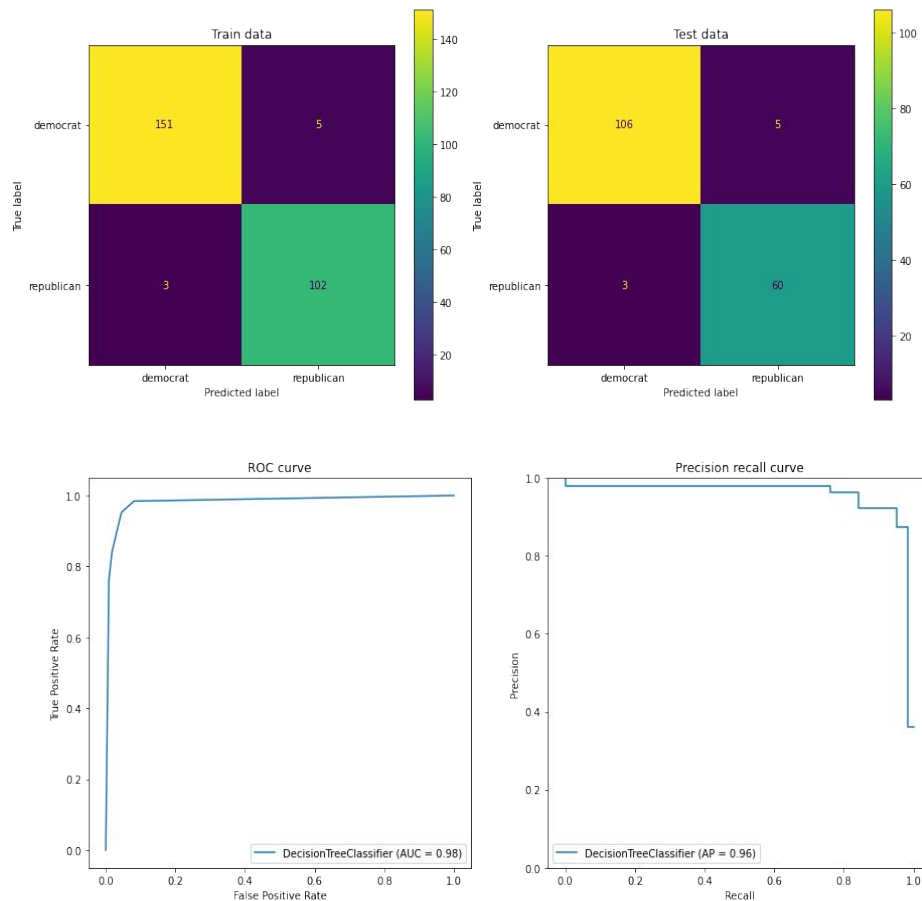 Train data
140
120
100
80
60
40
20
True label
democrat
republican
151
5
3
102
democrat
republican
Predicted label
Test data
100
80
60
40
20
True label
democrat
republican
106
5
3
60
democrat
republican
Predicted label
ROC curve
True Positive Rate
1.0
0.8
0.6
0.4
0.2
0.0
DecisionTreeClassifier (AUC = 0.98)
0.0 0.2 0.4 0.6 0.8 1.0
False Positive Rate
Precision recall curve
Precision
1.0
0.8
0.6
0.4
0.2
0.0
DecisionTreeClassifier (AP = 0.96)
0.0 0.2 0.4 0.6 0.8 1.0
Recall